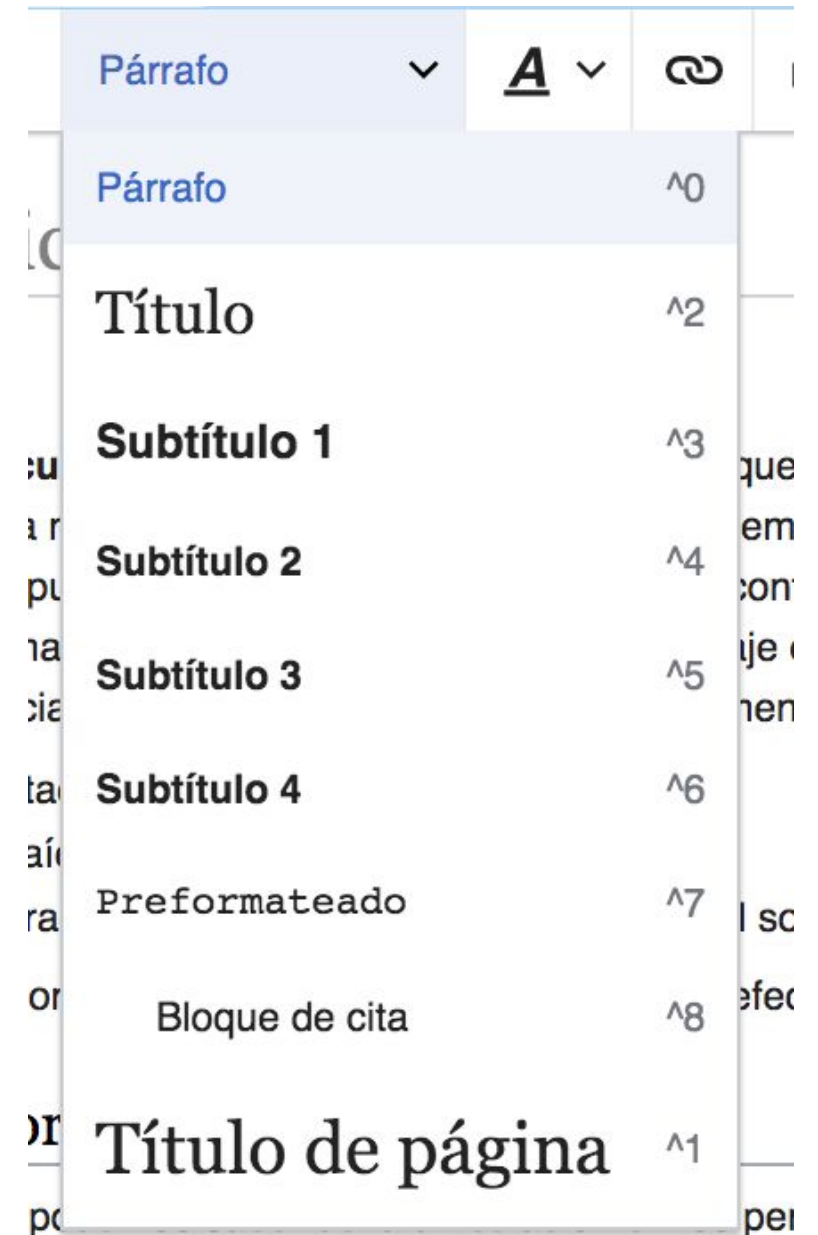 Párrafo A
Párrafo ^0
Título ^2
Subtítulo 1 ^3
que
Subtítulo 2 ^4
Subtítulo 3 ^5
Subtítulo 4 ^6
Preformateado ^7
Bloque de cita ^8
Título de página ^1